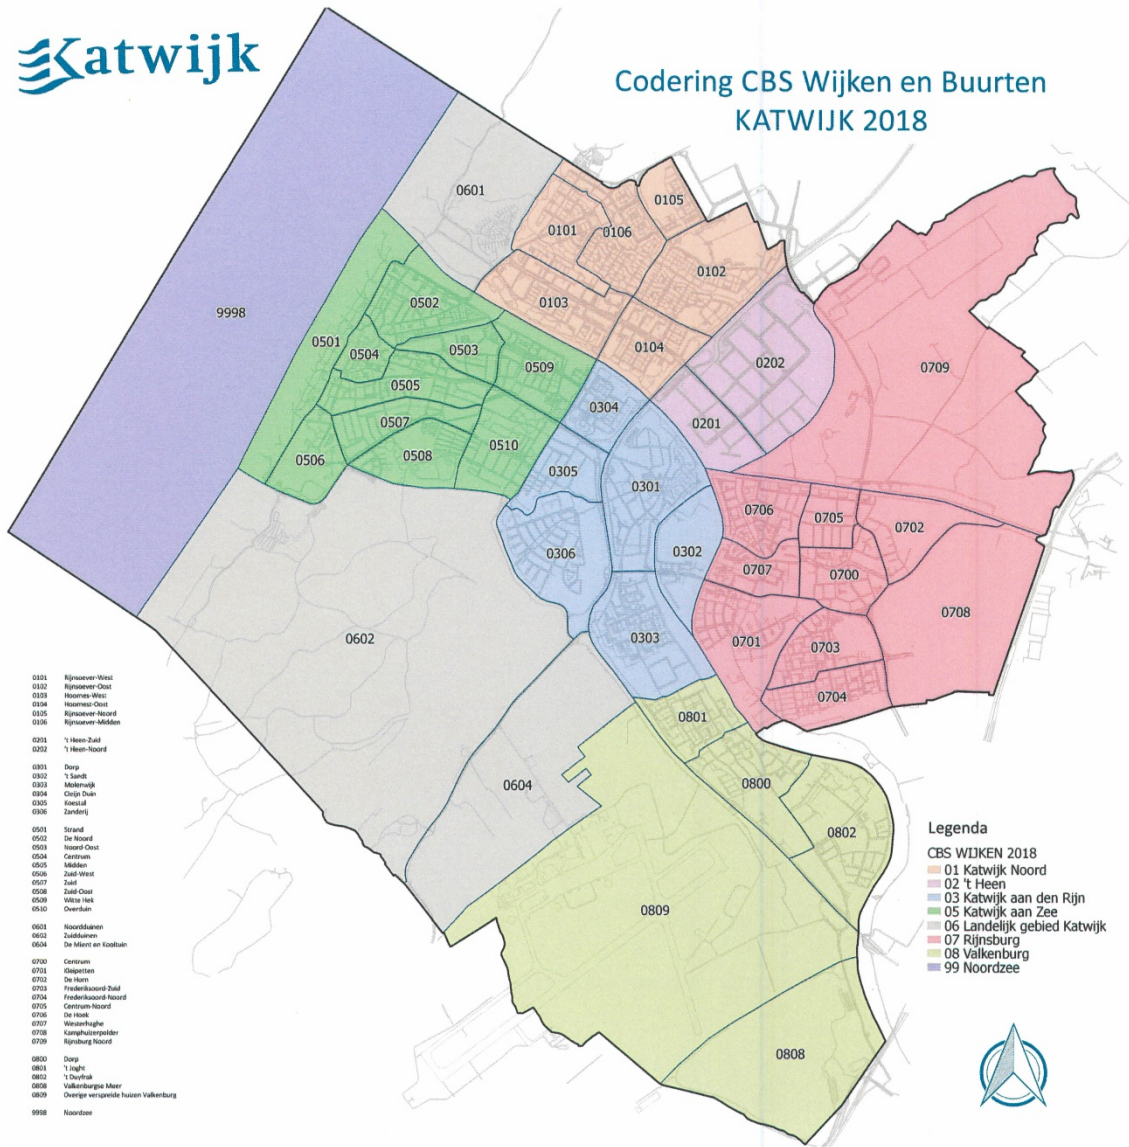 Katwijk
Codering CBS Wijken en Buurten
KATWIJK 2018
0601
0105
0101
0106
0102
9998
0502
0103
0501
0504
0503
0509
0104
0202
0709
0505
0304
0507
0201
0506
0508
0510
0305
0301
0706
0705
0702
0306
0302
0707
0700
0602
0303
0701
0703
0708
0704
0801
0604
0800
0802
0809
0808
0101 Rijnsoever-West
0102 Rijnsoever-Oost
0103 Hoornes-West
0104 Hoornest-Oost
0105 Rijnsoever-Noord
0106 Rijnsoever-Midden
0201 't Heen-Zuid
0202 't Heen-Noord
0301 Dorp
0302 't Sandt
0303 Molenwijk
0304 Cleijn Duin
0305 Koestal
0306 Zanderij
0501 Strand
0502 De Noord
0503 Noord-Oost
0504 Centrum
0505 Midden
0506 Zuid-West
0507 Zuid
0508 Zuid-Oost
0509 Witte Hek
0510 Overduin
0601 Noordduinen
0602 Zuidduinen
0604 De Mient en Kooltuin
0700 Centrum
0701 Kleipetten
0702 De Horn
0703 Frederiksoord-Zuid
0704 Frederiksoord-Noord
0705 Centrum-Noord
0706 De Hoek
0707 Westerhaghe
0708 Kamphuizerpolder
0709 Rijnsburg Noord
0800 Dorp
0801 't Joght
0802 't Duyfrak
0808 Valkenburgse Meer
0809 Overige verspreide huizen Valkenburg
9998 Noordzee
Legenda
CBS WIJKEN 2018
01 Katwijk Noord
02 't Heen
03 Katwijk aan den Rijn
05 Katwijk aan Zee
06 Landelijk gebied Katwijk
07 Rijnsburg
08 Valkenburg
99 Noordzee